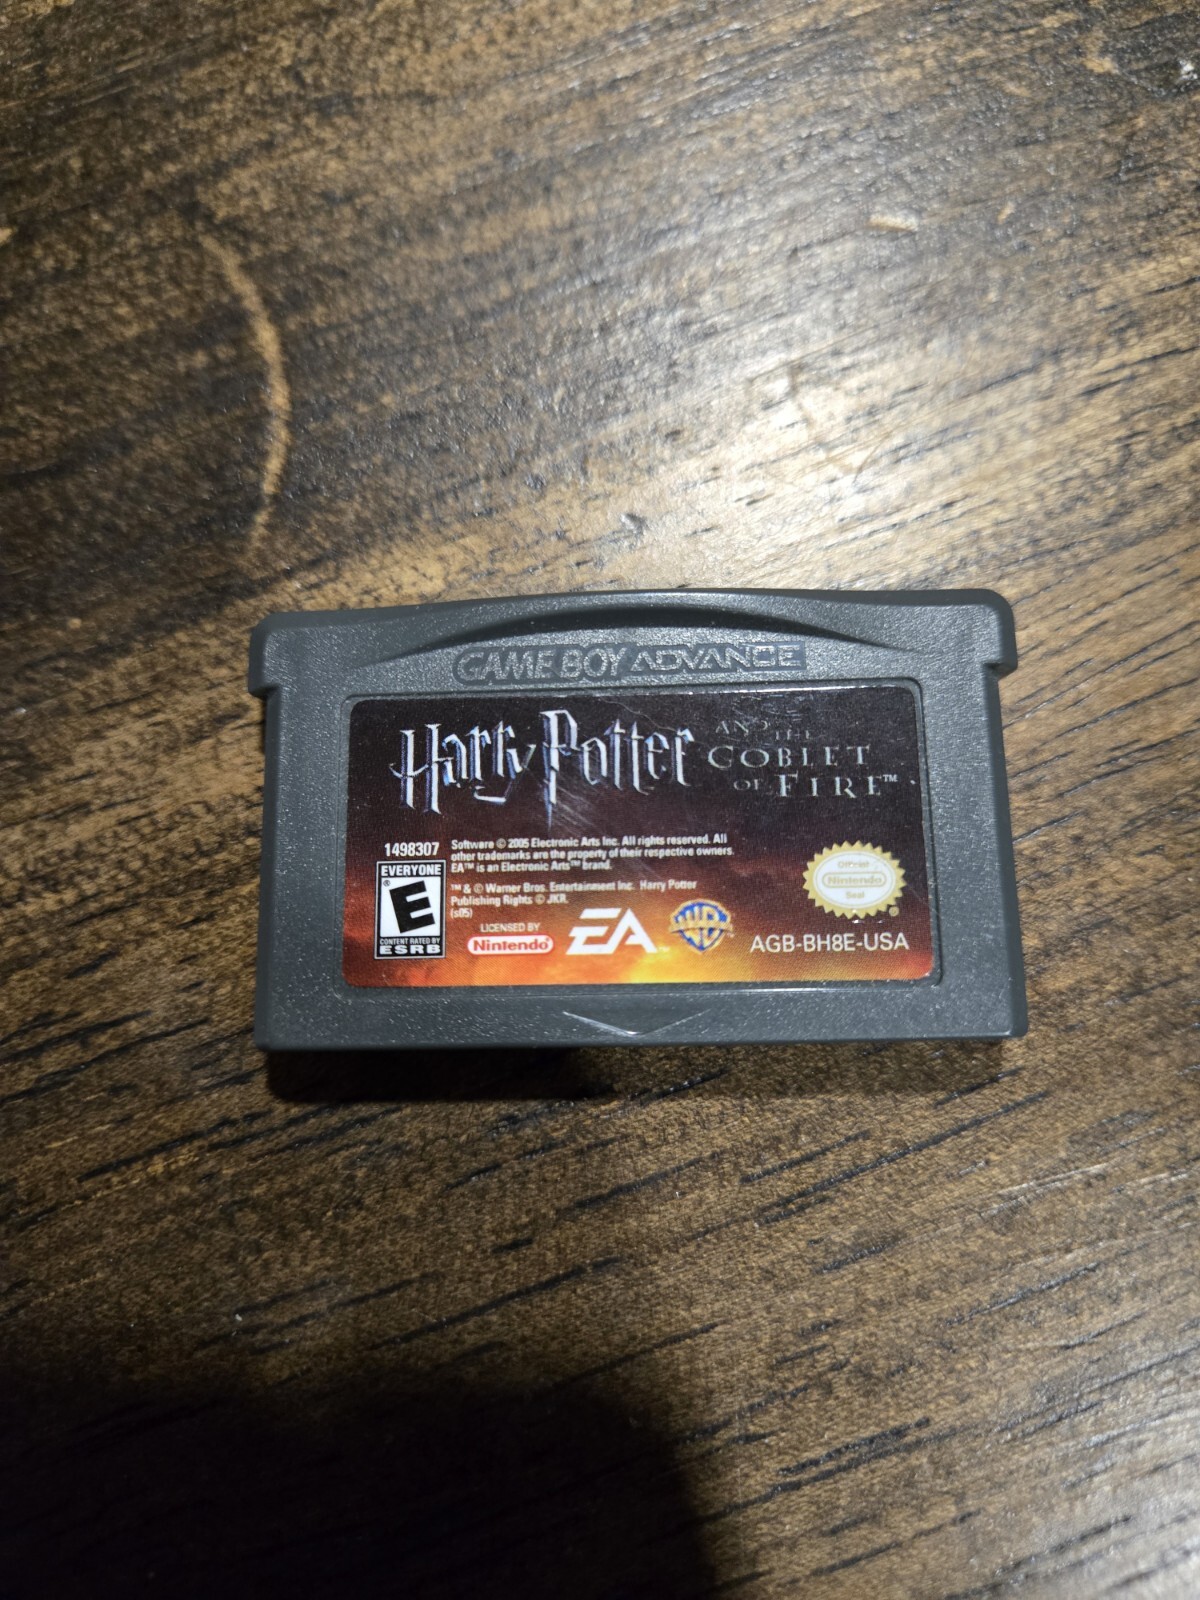 GAME BOY ADVANCE
Harry Potter AND THE
GOBLET
OF FIRE™
1498307
EVERYONE
E
®
CONTENT RATED BY
ESRB
Software © 2005 Electronic Arts Inc. All rights reserved. All
other trademarks are the property of their respective owners.
EA™ is an Electronic Arts™ brand.
™ & © Warner Bros. Entertainment Inc. Harry Potter
Publishing Rights © JKR.
(s05)
LICENSED BY
Nintendo®
EA
WB
Official
Nintendo
Seal
®
AGB-BH8E-USA